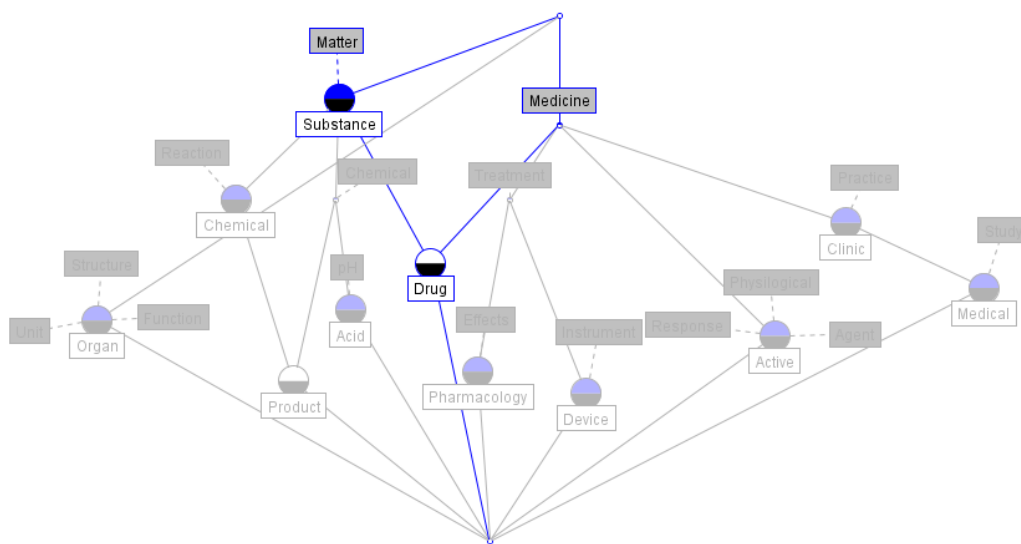 Matter
Medicine
Substance
Reaction
Chemical
Treatment
Practice
Chemical
Study
Clinic
Structure
pH
Drug
Physilogical
Medical
Unit
Function
Acid
Effects
Instrument
Response
Agent
Organ
Active
Product
Pharmacology
Device